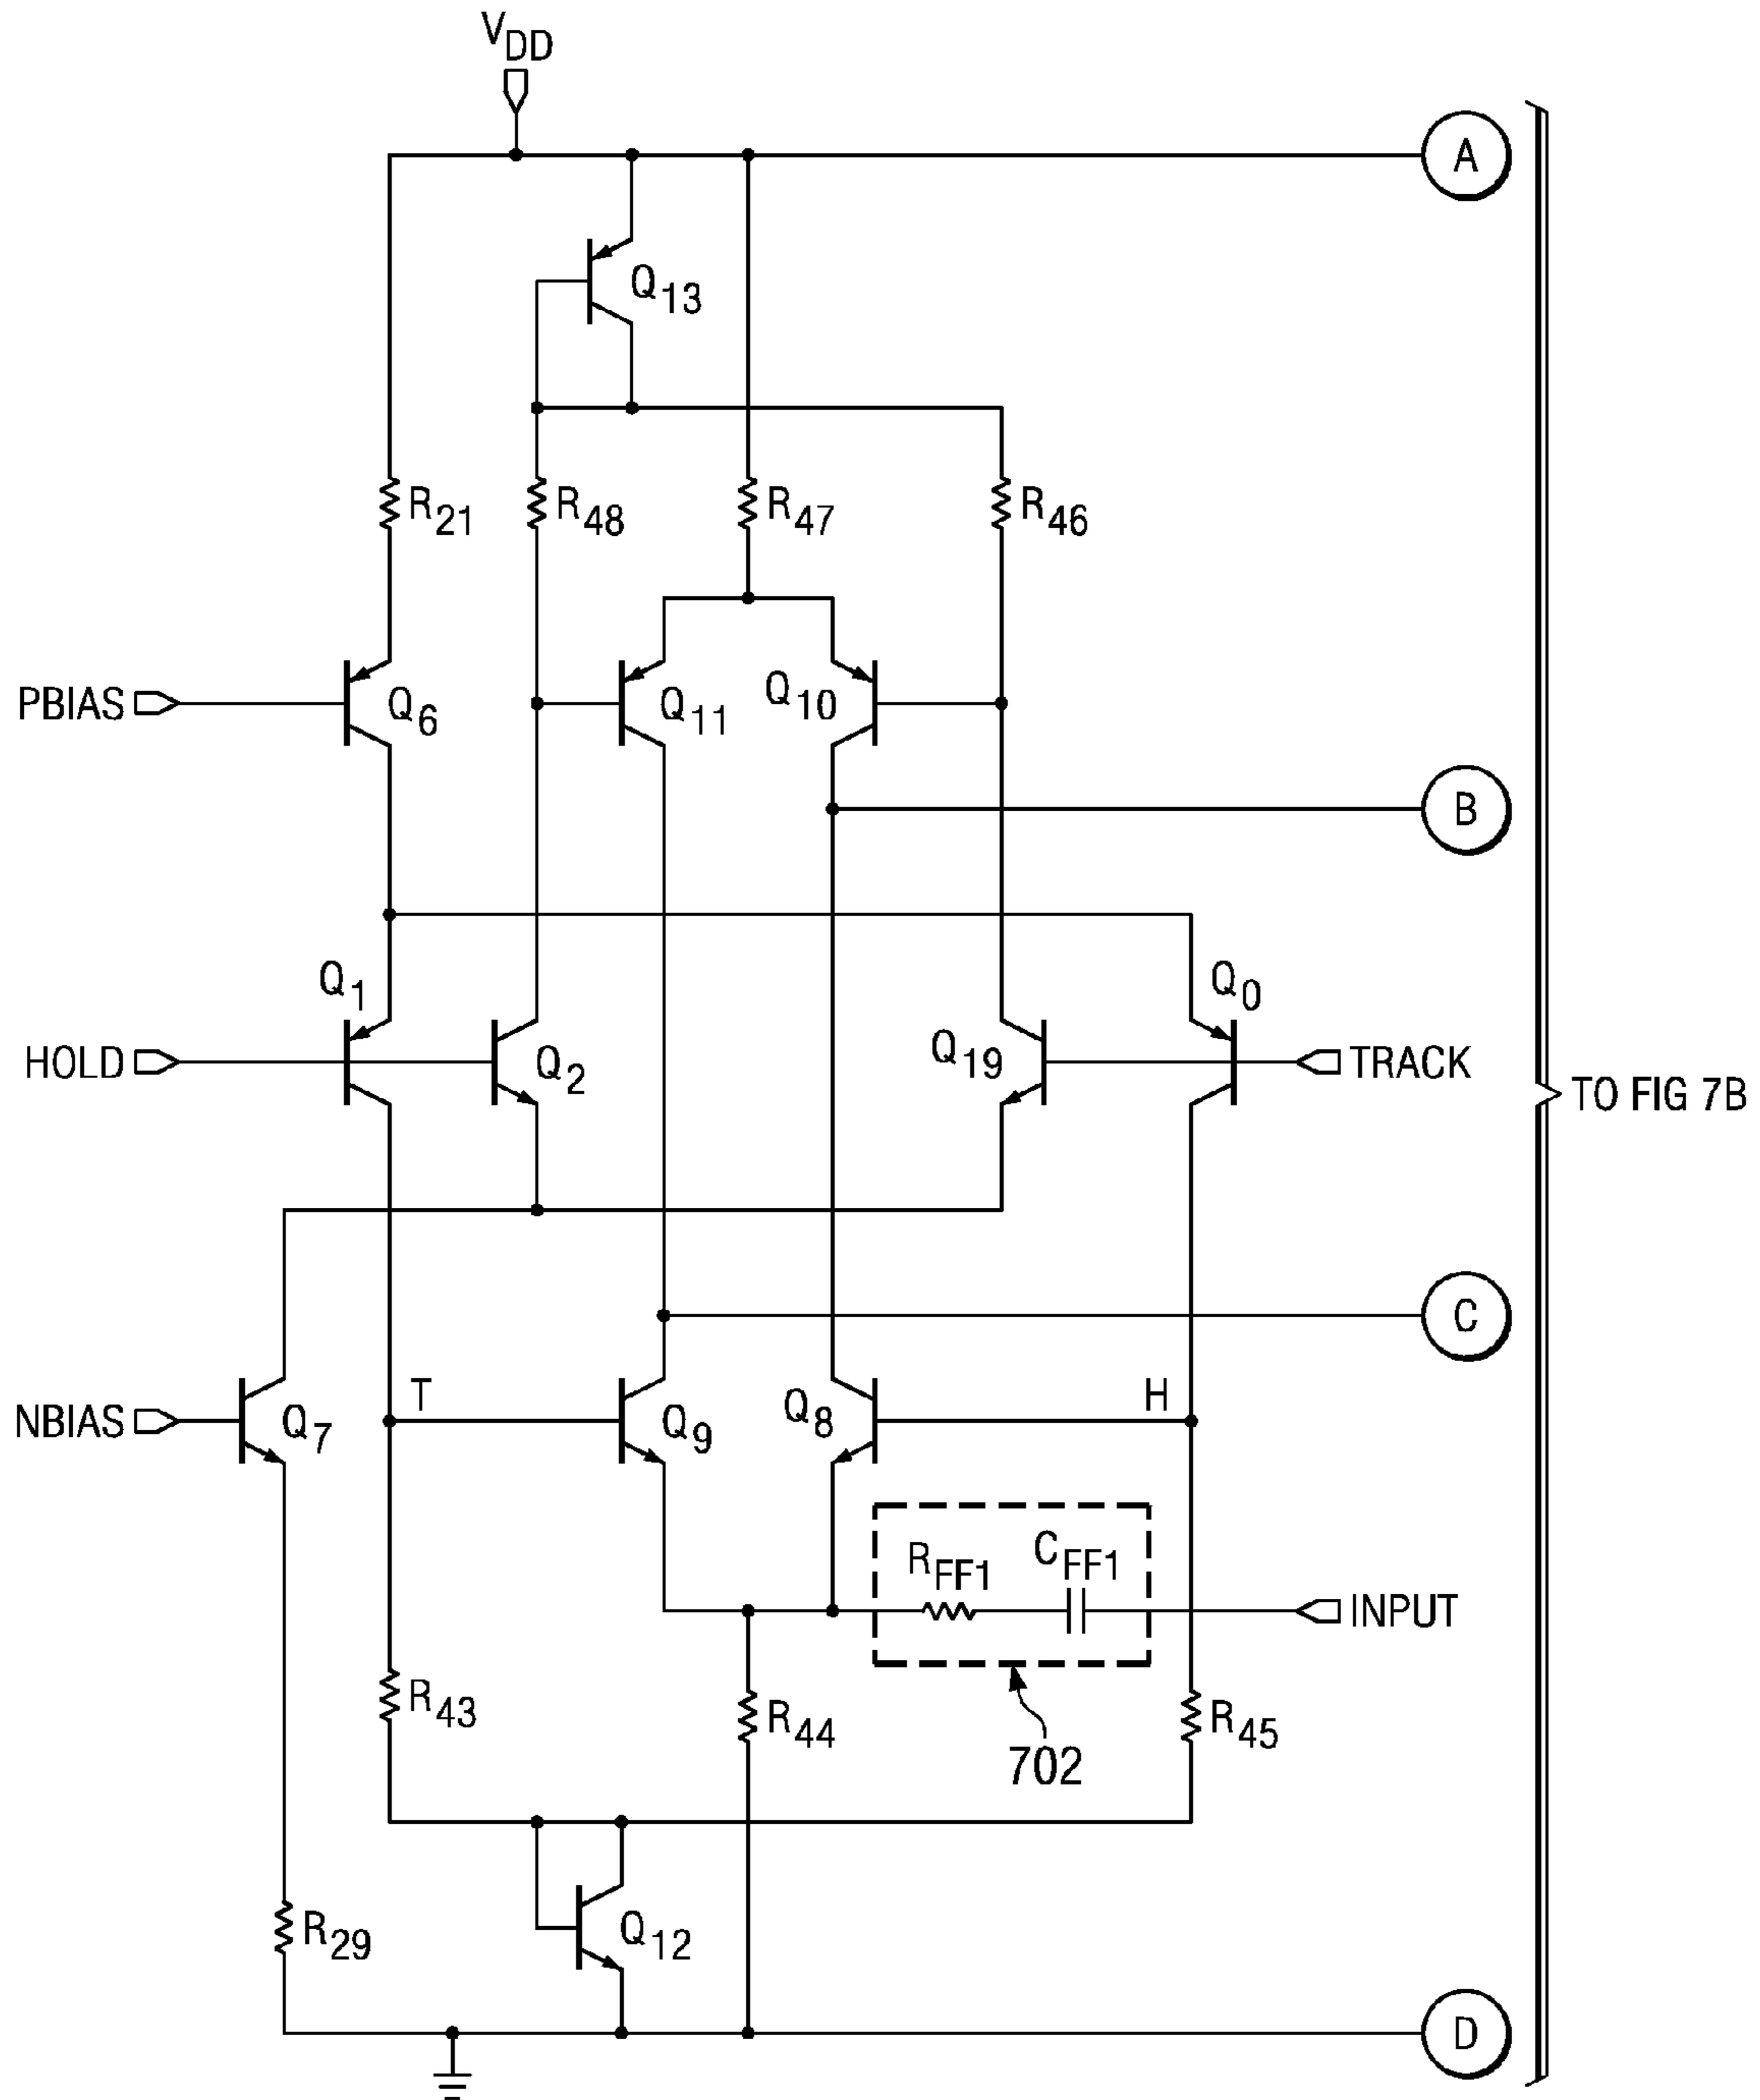 VDD
A
Q13
R21
R48
R47
R46
PBIAS
Q6
Q11
Q10
B
Q1
Q0
HOLD
Q2
Q19
TRACK
TO FIG 7B
C
T
H
NBIAS
Q7
Q9
Q8
RFF1
CFF1
INPUT
R43
R44
R45
702
R29
Q12
D